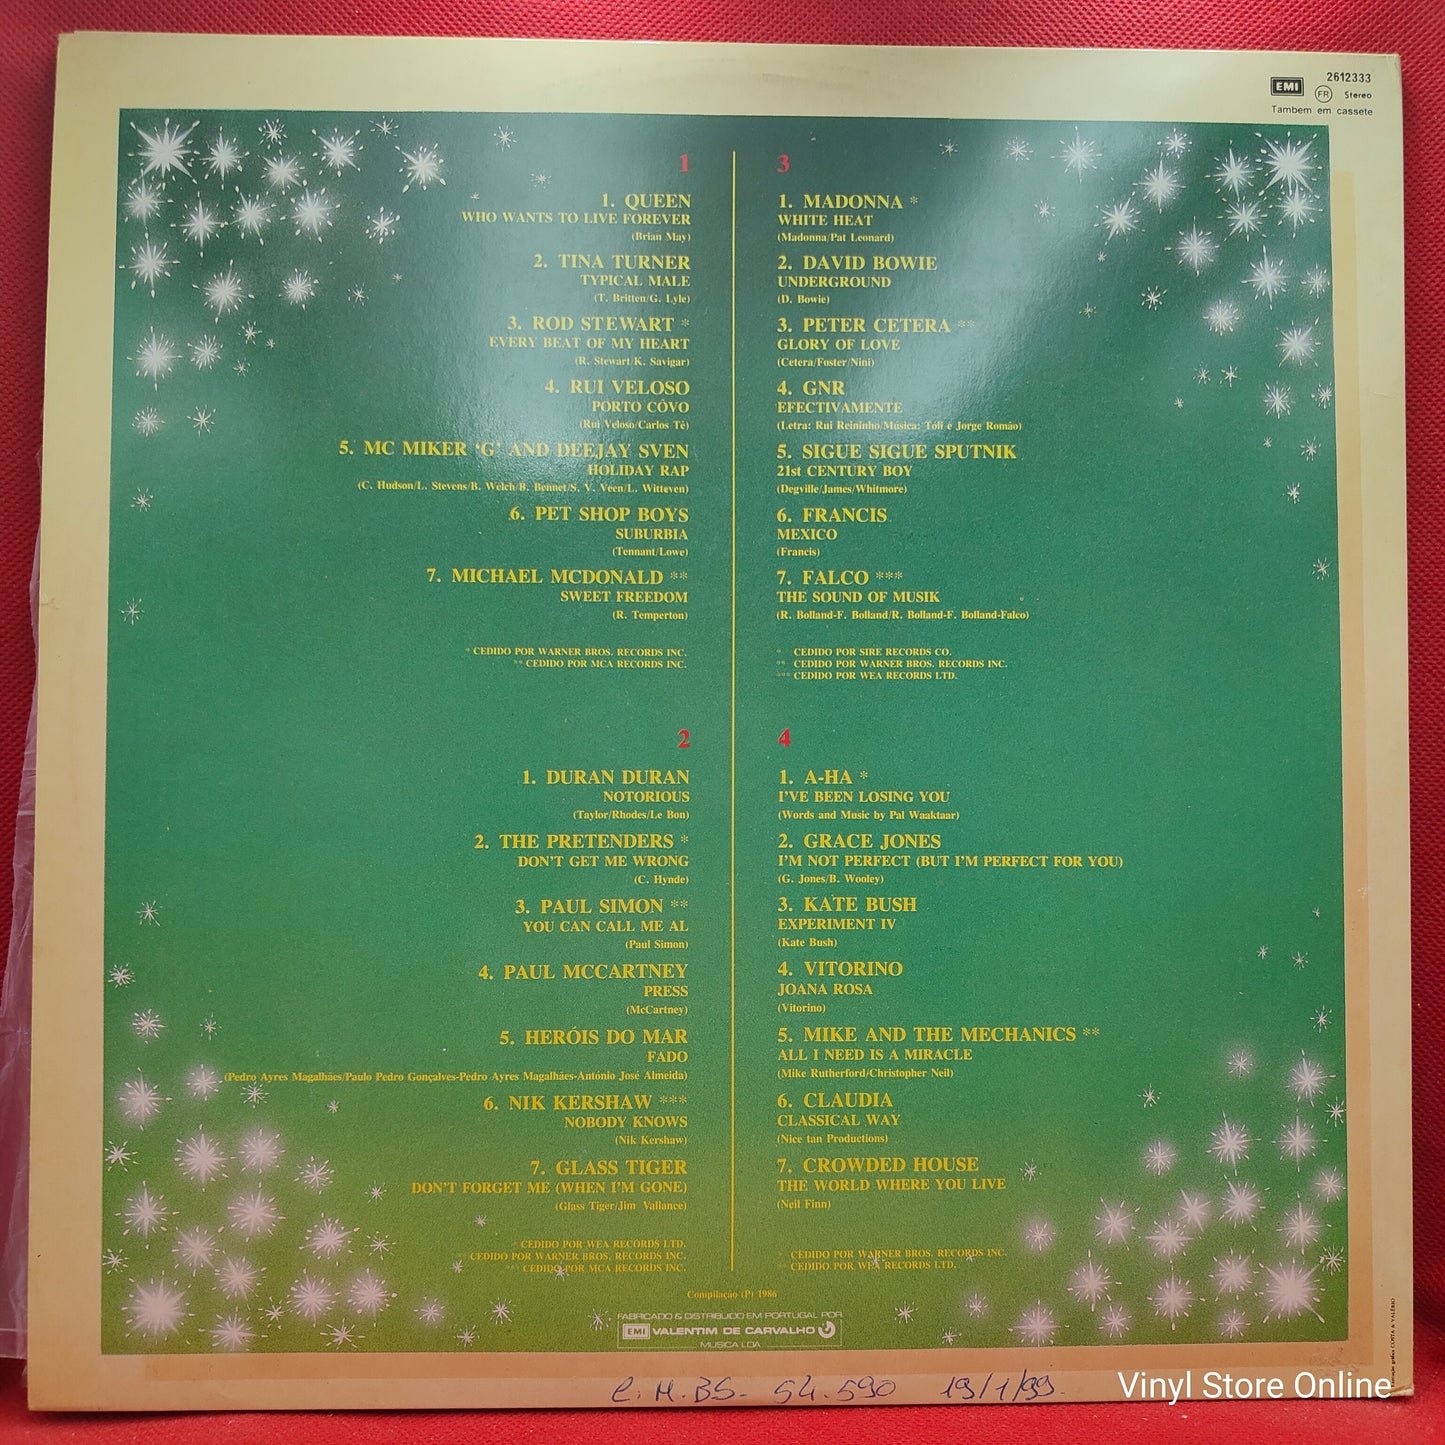 EMI
2612333
FR Stereo
Tambem em cassete
1
1. QUEEN
WHO WANTS TO LIVE FOREVER
(Brian May)
2. TINA TURNER
TYPICAL MALE
(T. Britten/G. Lyle)
3. ROD STEWART *
EVERY BEAT OF MY HEART
(R. Stewart/K. Savigar)
4. RUI VELOSO
PORTO CÔVO
(Rui Veloso/Carlos Tê)
5. MC MIKER ‘G’ AND DEEJAY SVEN
HOLIDAY RAP
(C. Hudson/L. Stevens/B. Welch/B. Bennet/S. V. Veen/L. Witteven)
6. PET SHOP BOYS
SUBURBIA
(Tennant/Lowe)
7. MICHAEL MCDONALD **
SWEET FREEDOM
(R. Temperton)
* CEDIDO POR WARNER BROS. RECORDS INC.
** CEDIDO POR MCA RECORDS INC.
3
1. MADONNA *
WHITE HEAT
(Madonna/Pat Leonard)
2. DAVID BOWIE
UNDERGROUND
(D. Bowie)
3. PETER CETERA **
GLORY OF LOVE
(Cetera/Foster/Nini)
4. GNR
EFECTIVAMENTE
(Letra: Rui Reininho/Música: Tóli e Jorge Romão)
5. SIGUE SIGUE SPUTNIK
21st CENTURY BOY
(Degville/James/Whitmore)
6. FRANCIS
MEXICO
(Francis)
7. FALCO ***
THE SOUND OF MUSIK
(R. Bolland-F. Bolland/R. Bolland-F. Bolland-Falco)
* CEDIDO POR SIRE RECORDS CO.
** CEDIDO POR WARNER BROS. RECORDS INC.
*** CEDIDO POR WEA RECORDS LTD.
2
1. DURAN DURAN
NOTORIOUS
(Taylor/Rhodes/Le Bon)
2. THE PRETENDERS *
DON'T GET ME WRONG
(C. Hynde)
3. PAUL SIMON **
YOU CAN CALL ME AL
(Paul Simon)
4. PAUL MCCARTNEY
PRESS
(McCartney)
5. HERÓIS DO MAR
FADO
(Pedro Ayres Magalhães/Paulo Pedro Gonçalves-Pedro Ayres Magalhães-António José Almeida)
6. NIK KERSHAW ***
NOBODY KNOWS
(Nik Kershaw)
7. GLASS TIGER
DON'T FORGET ME (WHEN I'M GONE)
(Glass Tiger/Jim Vallance)
* CEDIDO POR WEA RECORDS LTD.
** CEDIDO POR WARNER BROS. RECORDS INC.
*** CEDIDO POR MCA RECORDS INC.
4
1. A-HA *
I'VE BEEN LOSING YOU
(Words and Music by Pal Waaktaar)
2. GRACE JONES
I'M NOT PERFECT (BUT I'M PERFECT FOR YOU)
(G. Jones/B. Wooley)
3. KATE BUSH
EXPERIMENT IV
(Kate Bush)
4. VITORINO
JOANA ROSA
(Vitorino)
5. MIKE AND THE MECHANICS **
ALL I NEED IS A MIRACLE
(Mike Rutherford/Christopher Neil)
6. CLAUDIA
CLASSICAL WAY
(Nice tan Productions)
7. CROWDED HOUSE
THE WORLD WHERE YOU LIVE
(Neil Finn)
* CEDIDO POR WARNER BROS. RECORDS INC.
** CEDIDO POR WEA RECORDS LTD.
Compilação (P) 1986
FABRICADO & DISTRIBUIDO EM PORTUGAL POR
EMI VALENTIM DE CARVALHO
MUSICA LDA
gráfica COSTA & VALÉRIO
C.M.BS. 54.590 19/1/99.
Vinyl Store Online